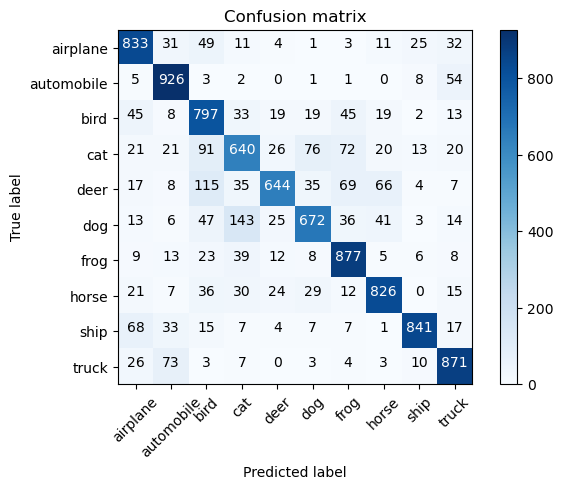 Confusion matrix
airplane 833 31 49 11 4 1 3 11 25 32
automobile 5 926 3 2 0 1 1 0 8 54
bird 45 8 797 33 19 19 45 19 2 13
cat 21 21 91 640 26 76 72 20 13 20
deer 17 8 115 35 644 35 69 66 4 7
dog 13 6 47 143 25 672 36 41 3 14
frog 9 13 23 39 12 8 877 5 6 8
horse 21 7 36 30 24 29 12 826 0 15
ship 68 33 15 7 4 7 7 1 841 17
truck 26 73 3 7 0 3 4 3 10 871
True label
airplane automobile bird cat deer dog frog horse ship truck
Predicted label
800
600
400
200
0